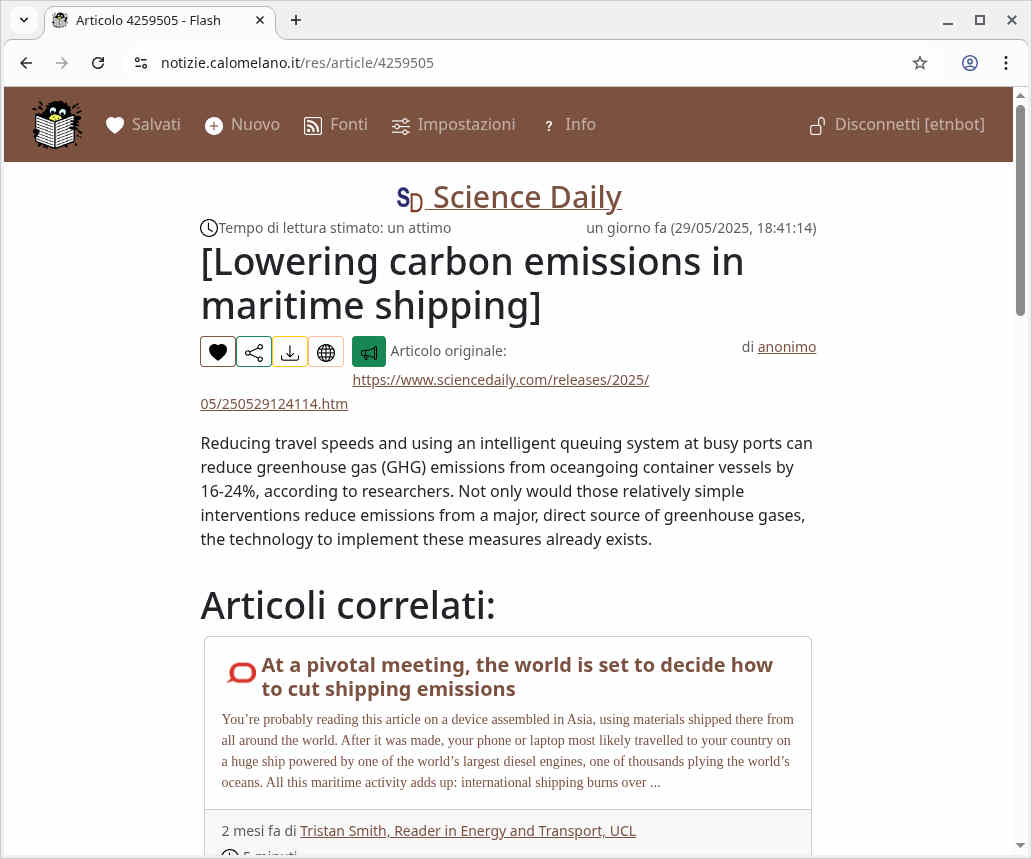 Articolo 4259505 - Flash
notizie.calomelano.it/res/article/4259505
Salvati Nuovo Fonti Impostazioni ? Info Disconnetti [etnbot]
SD Science Daily
Tempo di lettura stimato: un attimo un giorno fa (29/05/2025, 18:41:14)
[Lowering carbon emissions in
maritime shipping]
Articolo originale: di anonimo
https://www.sciencedaily.com/releases/2025/
05/250529124114.htm
Reducing travel speeds and using an intelligent queuing system at busy ports can
reduce greenhouse gas (GHG) emissions from oceangoing container vessels by
16-24%, according to researchers. Not only would those relatively simple
interventions reduce emissions from a major, direct source of greenhouse gases,
the technology to implement these measures already exists.
Articoli correlati:
At a pivotal meeting, the world is set to decide how
to cut shipping emissions
You’re probably reading this article on a device assembled in Asia, using materials shipped there from
all around the world. After it was made, your phone or laptop most likely travelled to your country on
a huge ship powered by one of the world’s largest diesel engines, one of thousands plying the world’s
oceans. All this maritime activity adds up: international shipping burns over ...
2 mesi fa di Tristan Smith, Reader in Energy and Transport, UCL
5 minuti